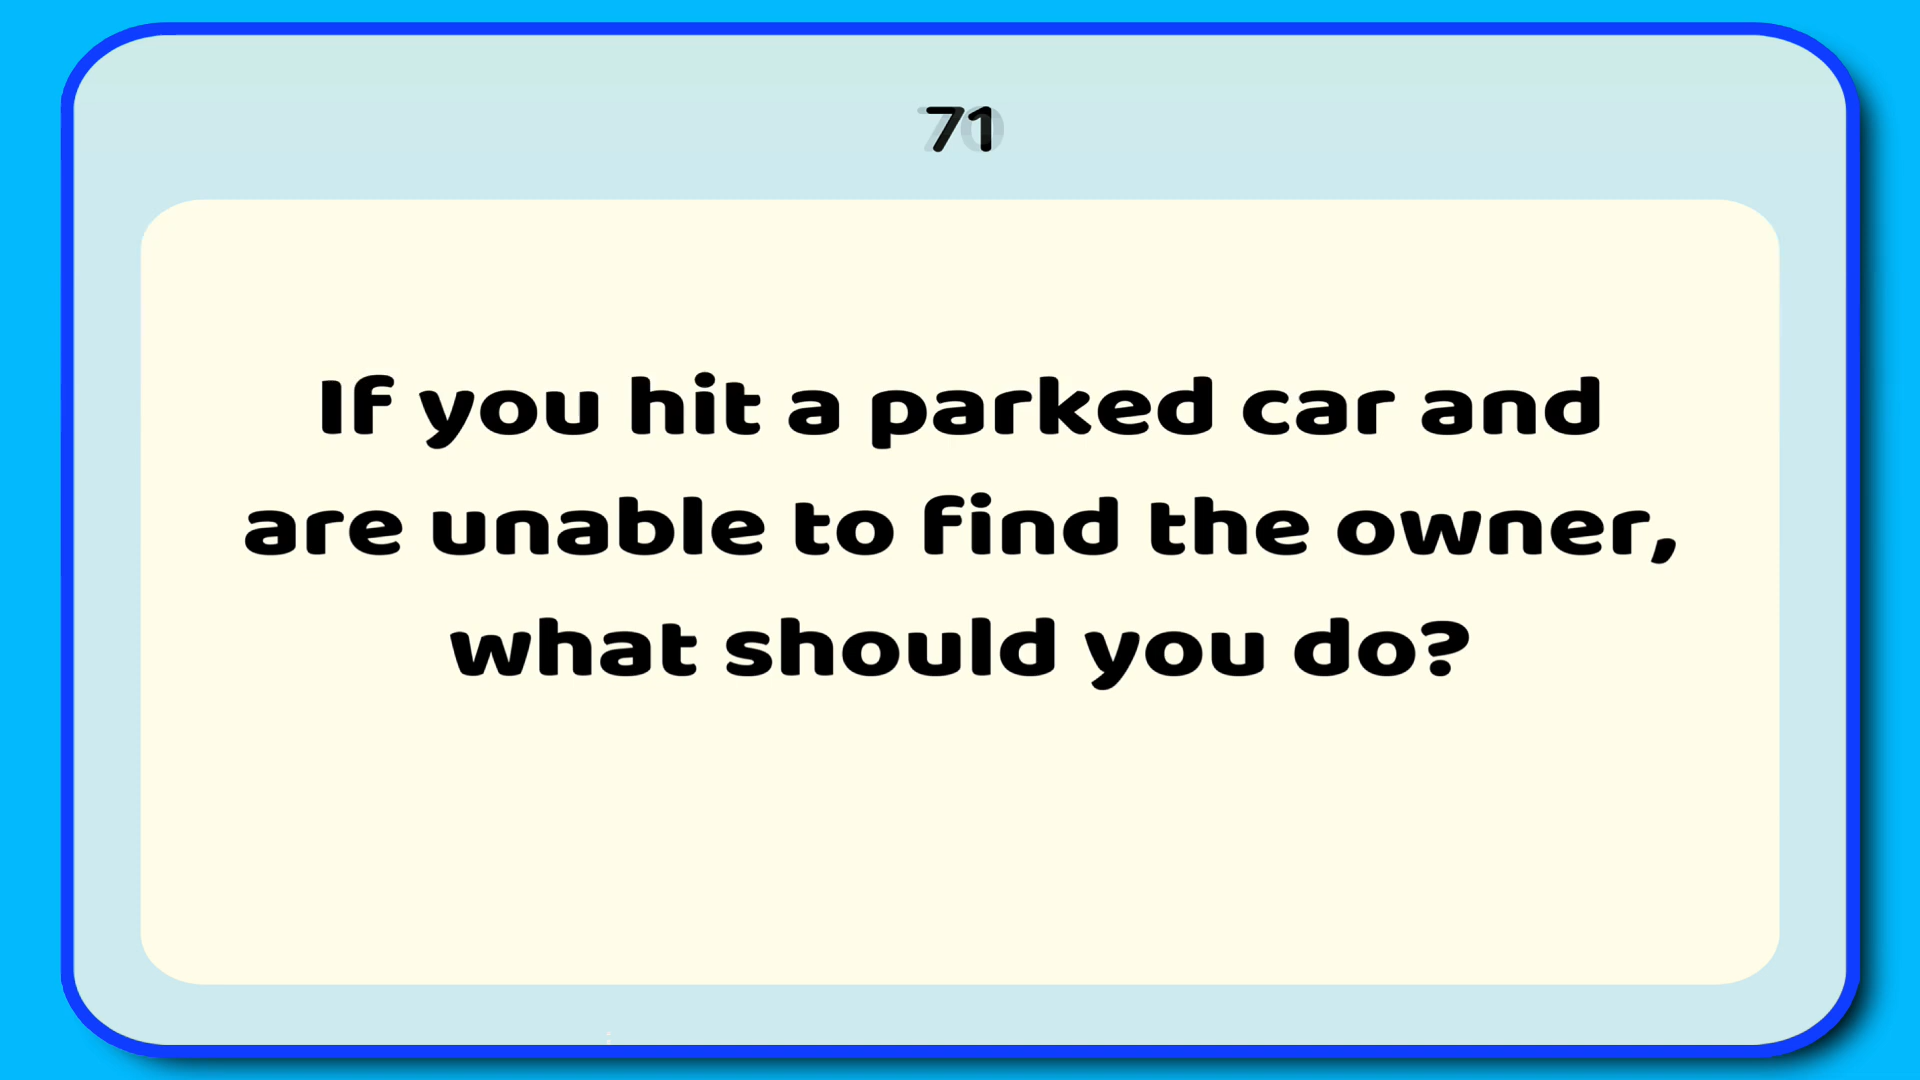 71
If you hit a parked car and
are unable to find the owner,
what should you do?